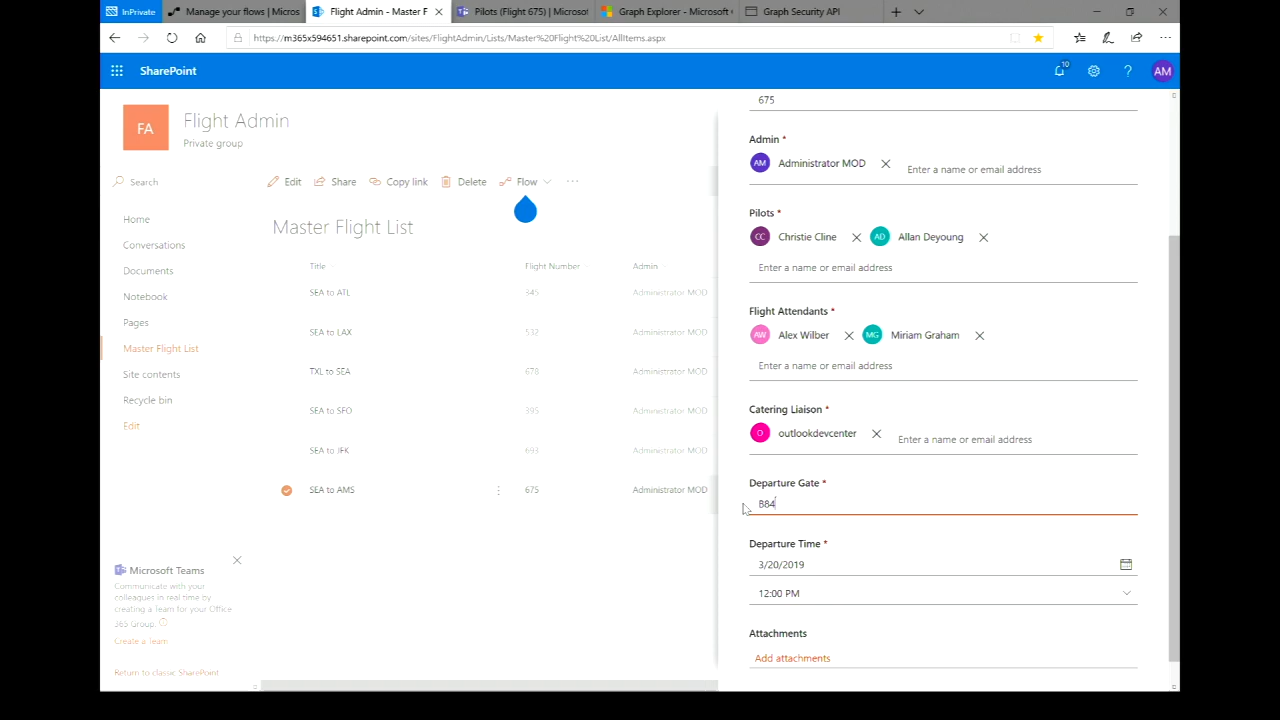 InPrivate
Manage your flows | Micros
Flight Admin - Master F
Pilots (Flight 675) | Microsof
Graph Explorer - Microsoft
Graph Security API
https://m365x594651.sharepoint.com/sites/FlightAdmin/Lists/Master%20Flight%20List/AllItems.aspx
SharePoint
10
AM
FA
Flight Admin
Private group
Search
Edit
Share
Copy link
Delete
Flow
Home
Conversations
Documents
Notebook
Pages
Master Flight List
Site contents
Recycle bin
Edit
Master Flight List
Title
Flight Number
Admin
SEA to ATL
345
Administrator MOD
SEA to LAX
532
Administrator MOD
TXL to SEA
678
Administrator MOD
SEA to SFO
395
Administrator MOD
SEA to JFK
693
Administrator MOD
SEA to AMS
675
Administrator MOD
Microsoft Teams
Communicate with your
colleagues in real time by
creating a Team for your Office
365 Group.
Create a Team
Return to classic SharePoint
675
Admin *
AM
Administrator MOD
Enter a name or email address
Pilots *
CC
Christie Cline
AD
Allan Deyoung
Enter a name or email address
Flight Attendants *
AW
Alex Wilber
MG
Miriam Graham
Enter a name or email address
Catering Liaison *
O
outlookdevcenter
Enter a name or email address
Departure Gate *
B84
Departure Time *
3/20/2019
12:00 PM
Attachments
Add attachments